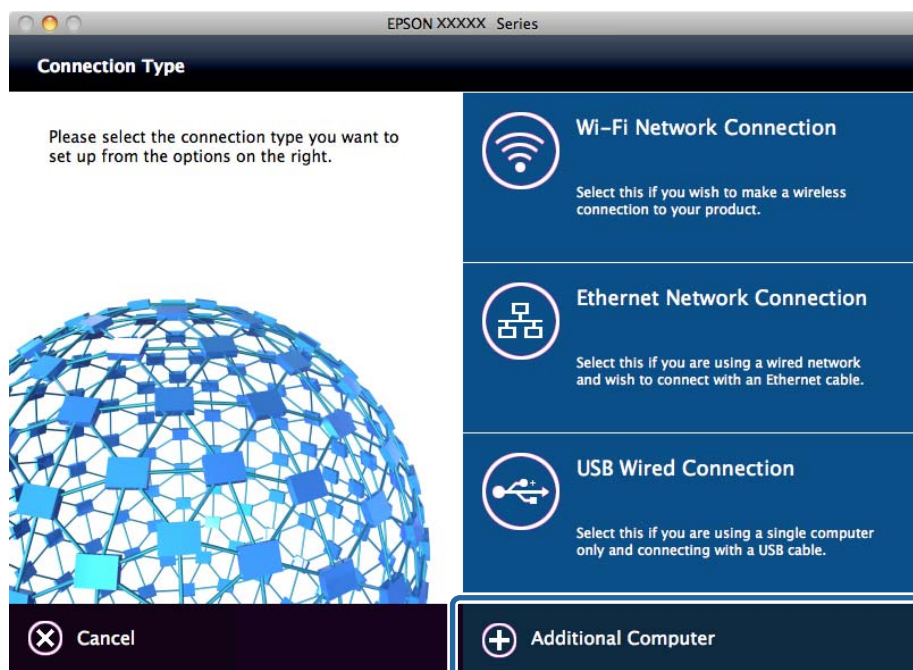 EPSON XXXXX Series
Connection Type
Please select the connection type you want to
set up from the options on the right.
Wi-Fi Network Connection
Select this if you wish to make a wireless
connection to your product.
Ethernet Network Connection
Select this if you are using a wired network
and wish to connect with an Ethernet cable.
USB Wired Connection
Select this if you are using a single computer
only and connecting with a USB cable.
Cancel
Additional Computer